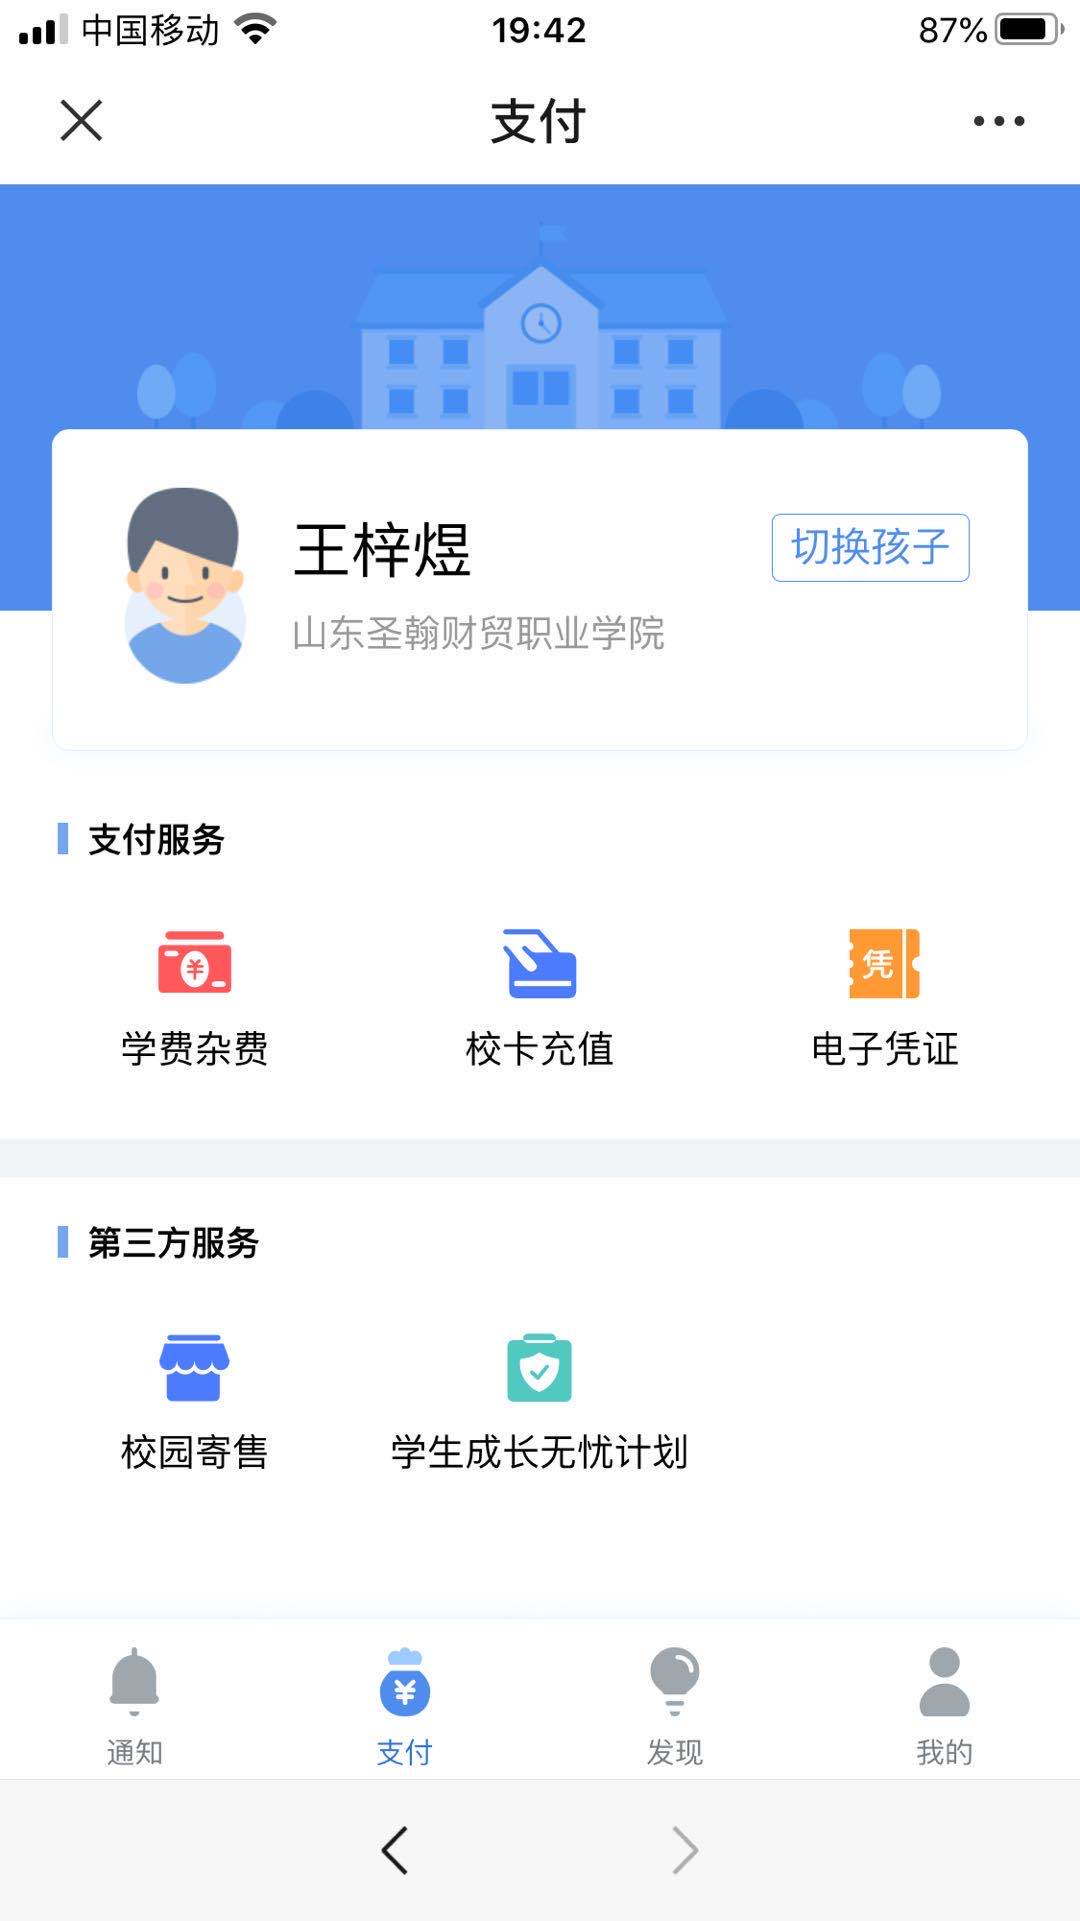 中国移动 19:42 87%
支付
王梓煜
切换孩子
山东圣翰财贸职业学院
支付服务
¥ 凭
学费杂费 校卡充值 电子凭证
第三方服务
校园寄售 学生成长无忧计划
¥
通知 支付 发现 我的